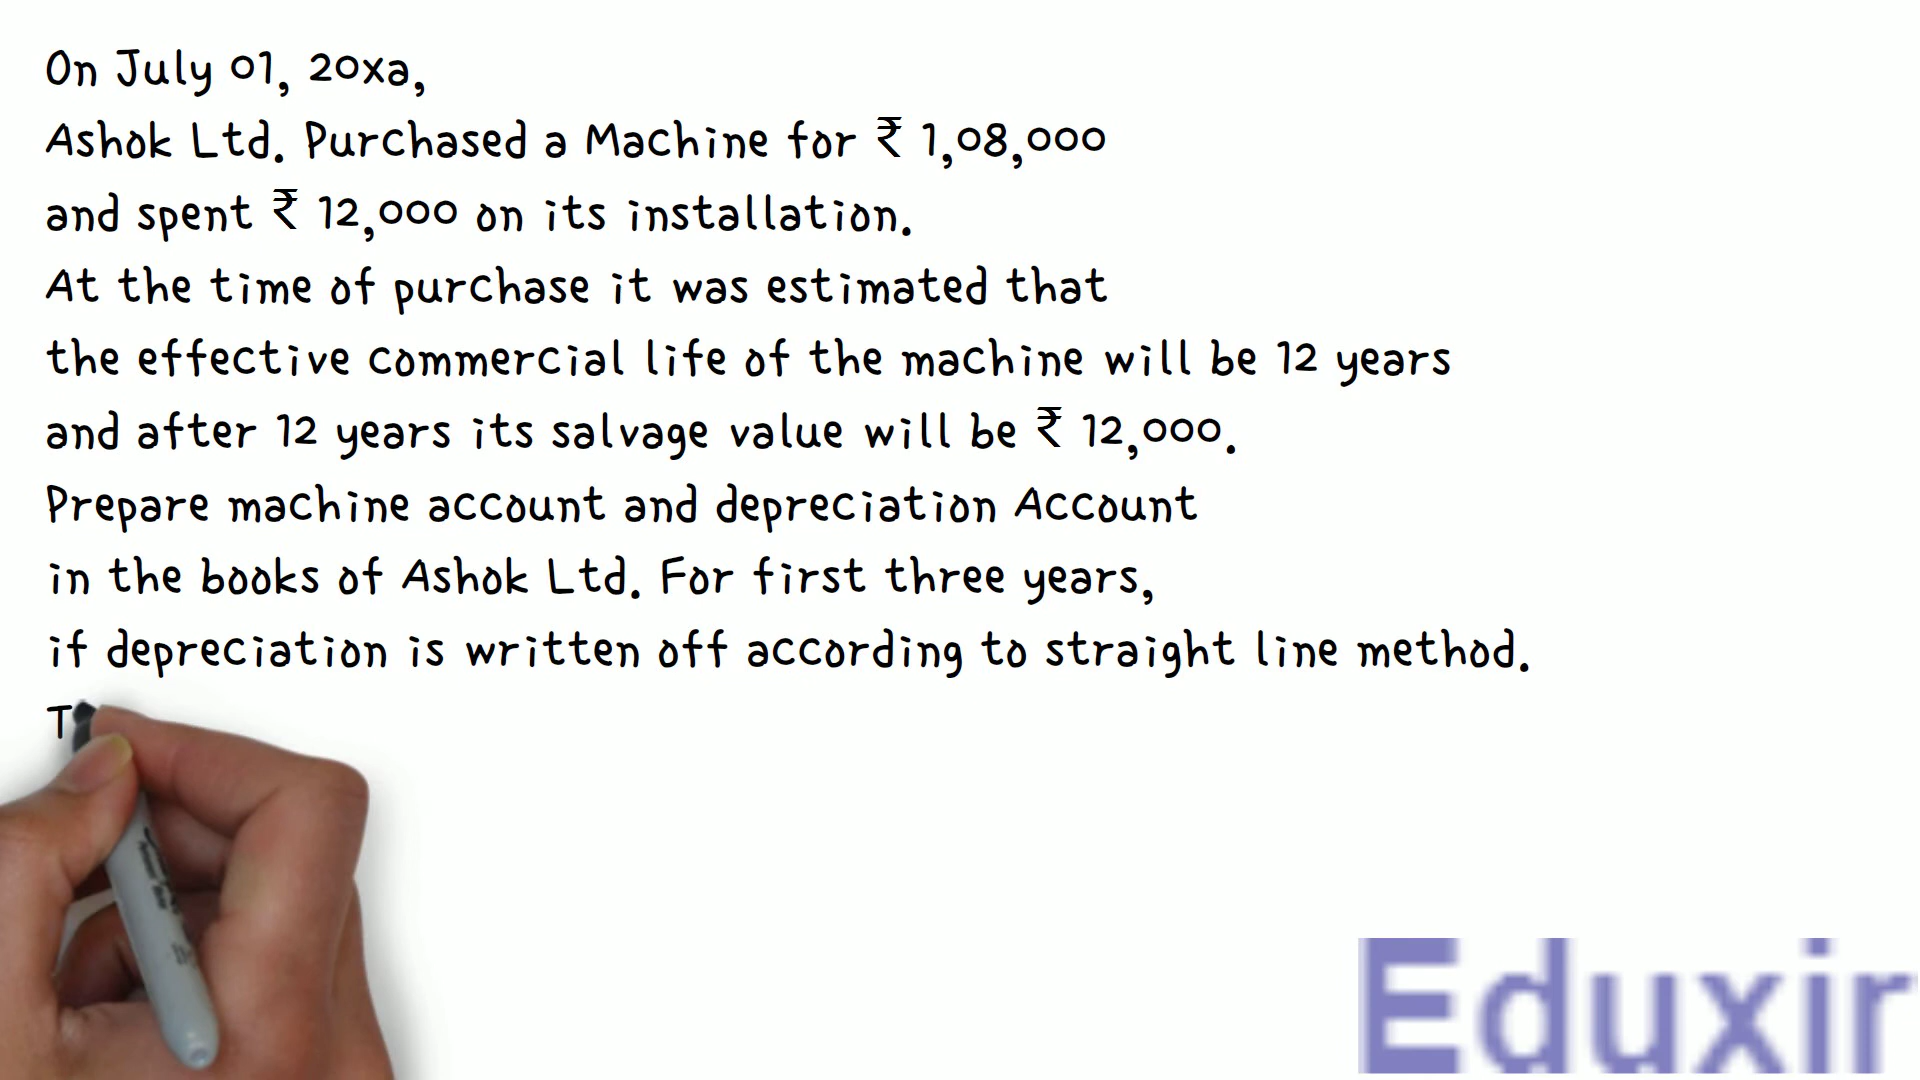 On July 01, 20xa,
Ashok Ltd. Purchased a Machine for ₹ 1,08,000
and spent ₹ 12,000 on its installation.
At the time of purchase it was estimated that
the effective commercial life of the machine will be 12 years
and after 12 years its salvage value will be ₹ 12,000.
Prepare machine account and depreciation Account
in the books of Ashok Ltd. For first three years,
if depreciation is written off according to straight line method.
T
Eduxir